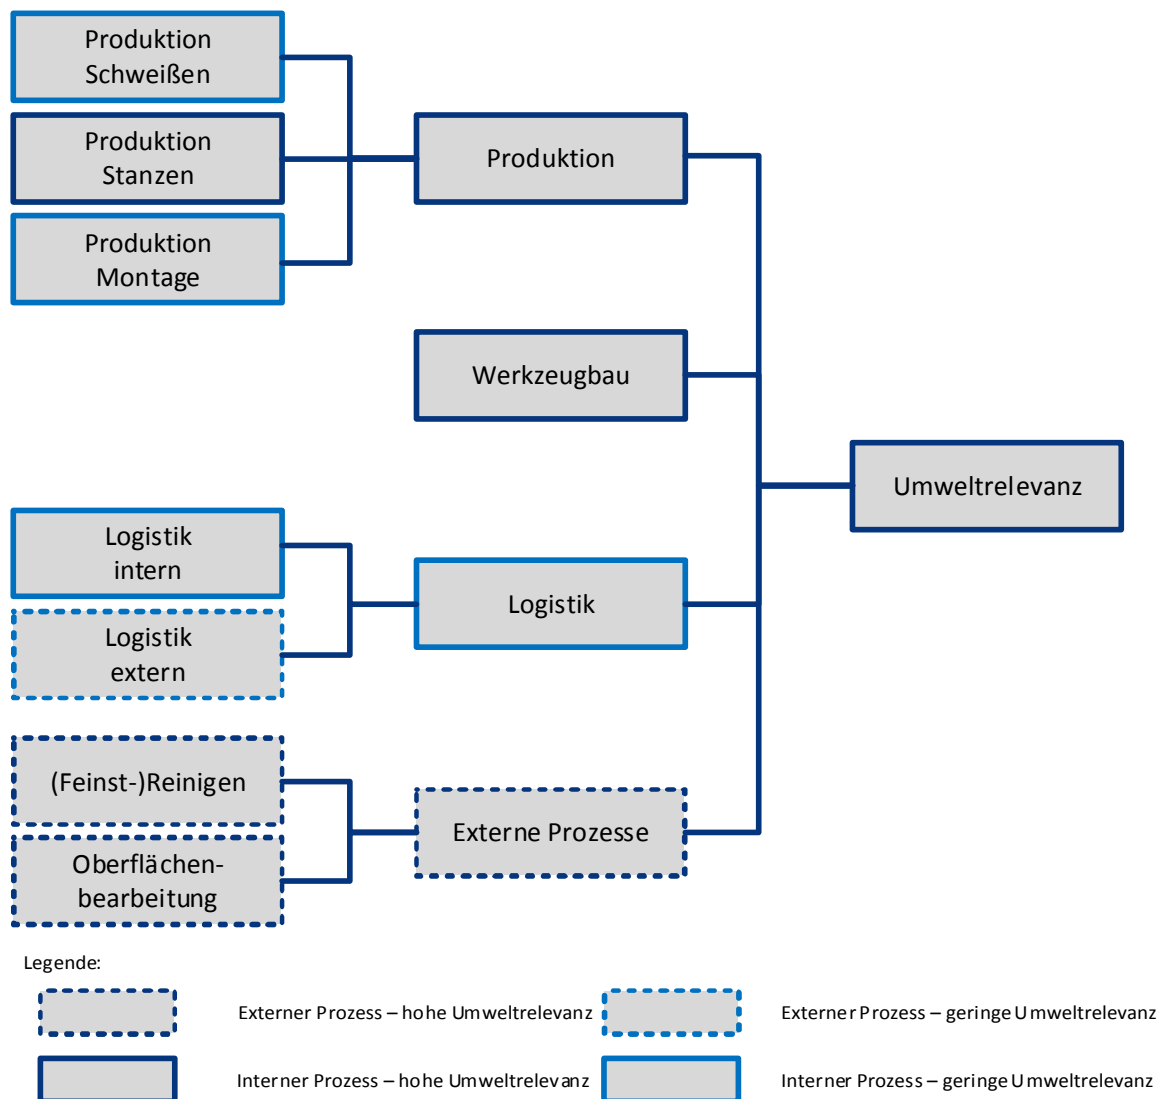 Produktion
Schweißen
Produktion
Stanzen
Produktion
Montage
Produktion
Werkzeugbau
Umweltrelevanz
Logistik
intern
Logistik
extern
Logistik
(Feinst-)Reinigen
Oberflächen-
bearbeitung
Externe Prozesse
Legende:
Externer Prozess – hohe Umweltrelevanz
Externer Prozess – geringe Umweltrelevanz
Interner Prozess – hohe Umweltrelevanz
Interner Prozess – geringe Umweltrelevanz